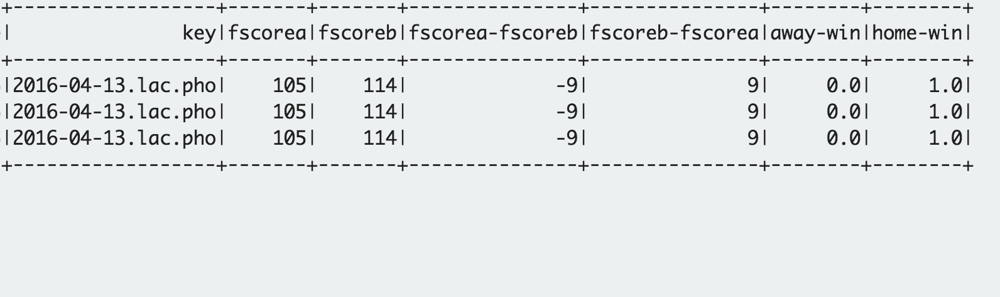 +------------------+-------+-------+---------------+---------------+--------+--------+
|               key|fscorea|fscoreb|fscorea-fscoreb|fscoreb-fscorea|away-win|home-win|
+------------------+-------+-------+---------------+---------------+--------+--------+
|2016-04-13.lac.pho|    105|    114|             -9|              9|     0.0|     1.0|
|2016-04-13.lac.pho|    105|    114|             -9|              9|     0.0|     1.0|
|2016-04-13.lac.pho|    105|    114|             -9|              9|     0.0|     1.0|
+------------------+-------+-------+---------------+---------------+--------+--------+